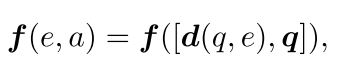 f(e, a) = f([d(q, e), q]),